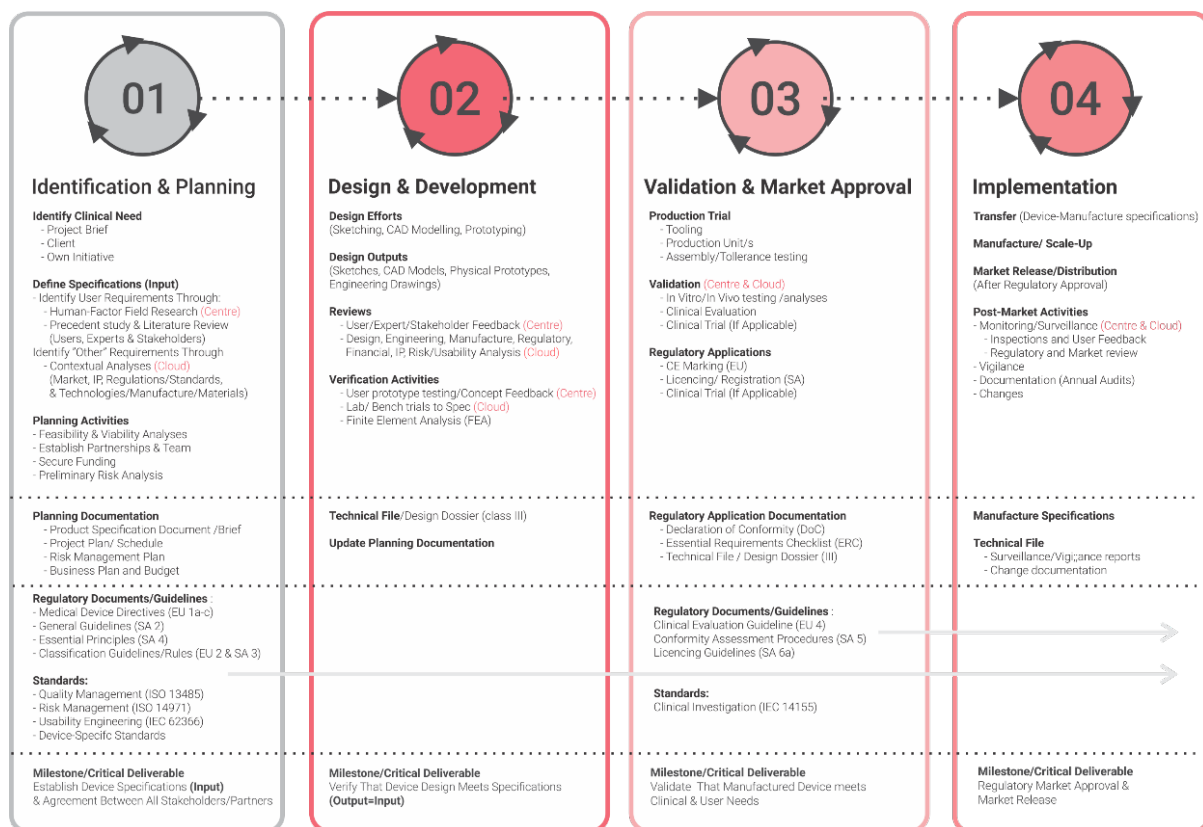 01
Identification & Planning
Identify Clinical Need
- Project Brief
- Client
- Own Initiative
Define Specifications (Input)
- Identify User Requirements Through:
- Human-Factor Field Research (Centre)
- Precedent study & Literature Review
(Users, Experts & Stakeholders)
Identify "Other" Requirements Through
- Contextual Analyses (Cloud)
(Market, IP, Regulations/Standards,
& Technologies/Manufacture/Materials)
Planning Activities
- Feasibility & Viability Analyses
- Establish Partnerships & Team
- Secure Funding
- Preliminary Risk Analysis
Planning Documentation
- Product Specification Document /Brief
- Project Plan/ Schedule
- Risk Management Plan
- Business Plan and Budget
Regulatory Documents/Guidelines :
- Medical Device Directives (EU 1a-c)
- General Guidelines (SA 2)
- Essential Principles (SA 4)
- Classification Guidelines/Rules (EU 2 & SA 3)
Standards:
- Quality Management (ISO 13485)
- Risk Management (ISO 14971)
- Usability Engineering (IEC 62366)
- Device-Specifc Standards
Milestone/Critical Deliverable
Establish Device Specifications (Input)
& Agreement Between All Stakeholders/Partners
02
Design & Development
Design Efforts
(Sketching, CAD Modelling, Prototyping)
Design Outputs
(Sketches, CAD Models, Physical Prototypes,
Engineering Drawings)
Reviews
- User/Expert/Stakeholder Feedback (Centre)
- Design, Engineering, Manufacture, Regulatory,
Financial, IP, Risk/Usability Analysis (Cloud)
Verification Activities
- User prototype testing/Concept Feedback (Centre)
- Lab/ Bench trials to Spec (Cloud)
- Finite Element Analysis (FEA)
Technical File/Design Dossier (class III)
Update Planning Documentation
Milestone/Critical Deliverable
Verify That Device Design Meets Specifications
(Output=Input)
03
Validation & Market Approval
Production Trial
- Tooling
- Production Unit/s
- Assembly/Tollerance testing
Validation (Centre & Cloud)
- In Vitro/In Vivo testing /analyses
- Clinical Evaluation
- Clinical Trial (If Applicable)
Regulatory Applications
- CE Marking (EU)
- Licencing/ Registration (SA)
- Clinical Trial (If Applicable)
Regulatory Application Documentation
- Declaration of Conformity (DoC)
- Essential Requirements Checklist (ERC)
- Technical File / Design Dossier (III)
Regulatory Documents/Guidelines :
Clinical Evaluation Guideline (EU 4)
Conformity Assessment Procedures (SA 5)
Licencing Guidelines (SA 6a)
Standards:
Clinical Investigation (IEC 14155)
Milestone/Critical Deliverable
Validate That Manufactured Device meets
Clinical & User Needs
04
Implementation
Transfer (Device-Manufacture specifications)
Manufacture/ Scale-Up
Market Release/Distribution
(After Regulatory Approval)
Post-Market Activities
- Monitoring/Surveillance (Centre & Cloud)
- Inspections and User Feedback
- Regulatory and Market review
- Vigilance
- Documentation (Annual Audits)
- Changes
Manufacture Specifications
Technical File
- Surveillance/Vigi;;ance reports
- Change documentation
Milestone/Critical Deliverable
Regulatory Market Approval &
Market Release